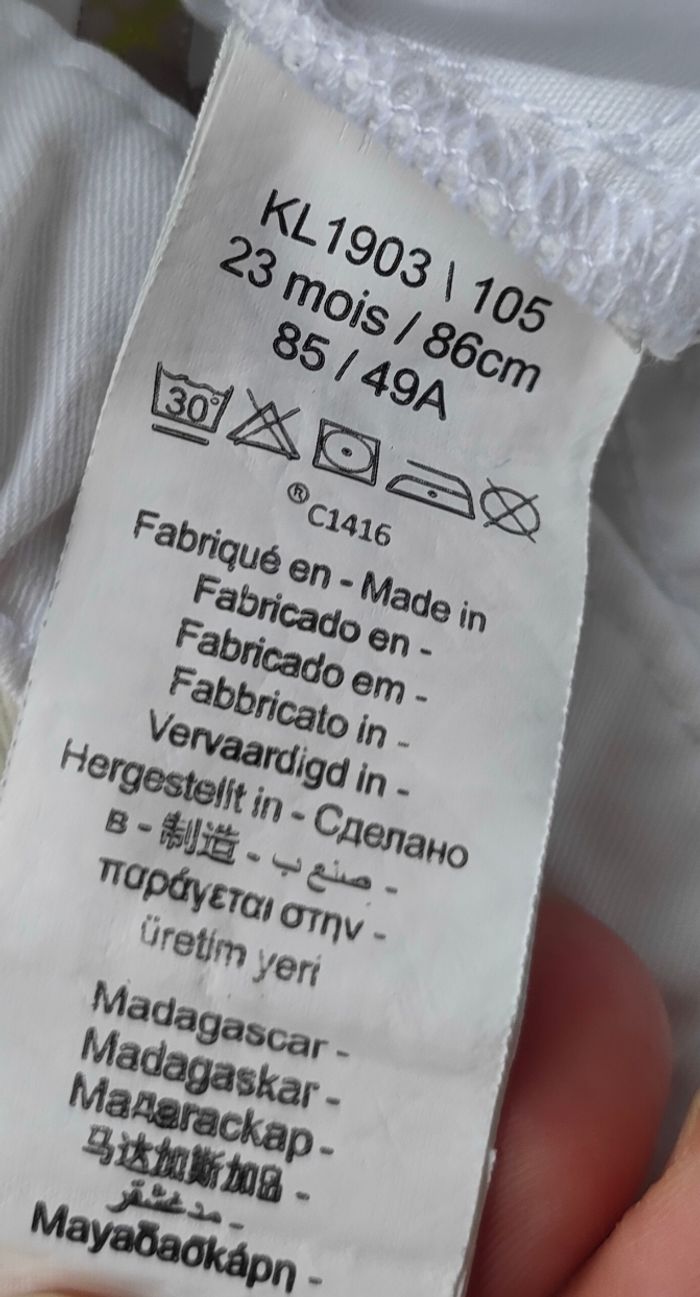 KL1903 \ 105
23 mois / 86cm
85 / 49A
30°
®C1416
Fabriqué en - Made in
Fabricado en -
Fabricado em -
Fabbricato in -
Vervaardigd in -
Hergestellt in - Сделано
в - 制造 - صنع ب -
παράγεται στην -
üretim yeri
Madagascar -
Madagaskar -
Мадагаскар -
马达加斯加 -
مدغشقر -
Μαγαδασκάρη -